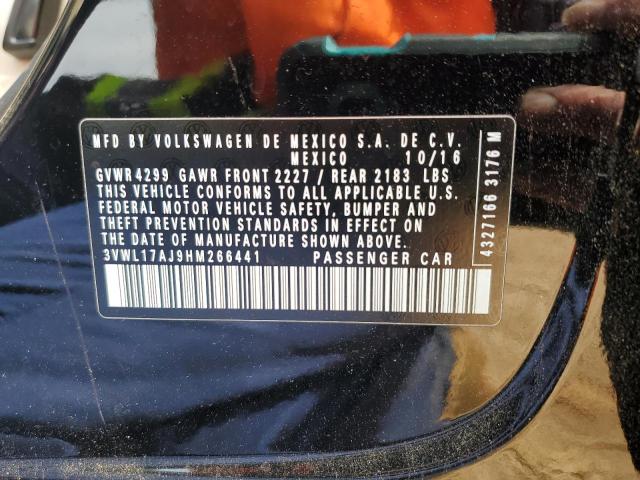 MFD BY VOLKSWAGEN DE MEXICO S.A. DE C.V.
MEXICO 10/16
GVWR 4299 GAWR FRONT 2227 / REAR 2183 LBS
THIS VEHICLE CONFORMS TO ALL APPLICABLE U.S.
FEDERAL MOTOR VEHICLE SAFETY, BUMPER AND
THEFT PREVENTION STANDARDS IN EFFECT ON
THE DATE OF MANUFACTURE SHOWN ABOVE.
3VWL17AJ9HM266441 PASSENGER CAR
4327166 3176 M